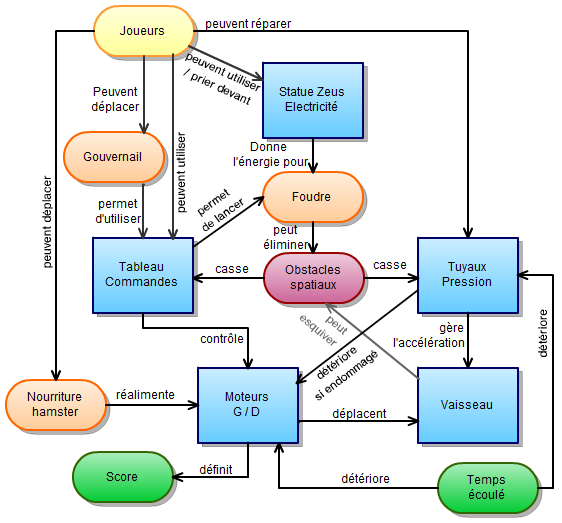 Joueurs
peuvent réparer
peuvent utiliser
/ prier devant
Peuvent
déplacer
Statue Zeus
Electricité
Gouvernail
peuvent utiliser
Donne
l'énergie pour
peuvent déplacer
permet
d'utiliser
permet
de lancer
Foudre
peut
éliminer
Tableau
Commandes
casse
Obstacles
spatiaux
casse
Tuyaux
Pression
contrôle
peut
esquiver
gère
l'accélération
détériore
détériore
si endommagé
Nourriture
hamster
réalimente
Moteurs
G / D
déplacent
Vaisseau
Score
définit
détériore
Temps
écoulé